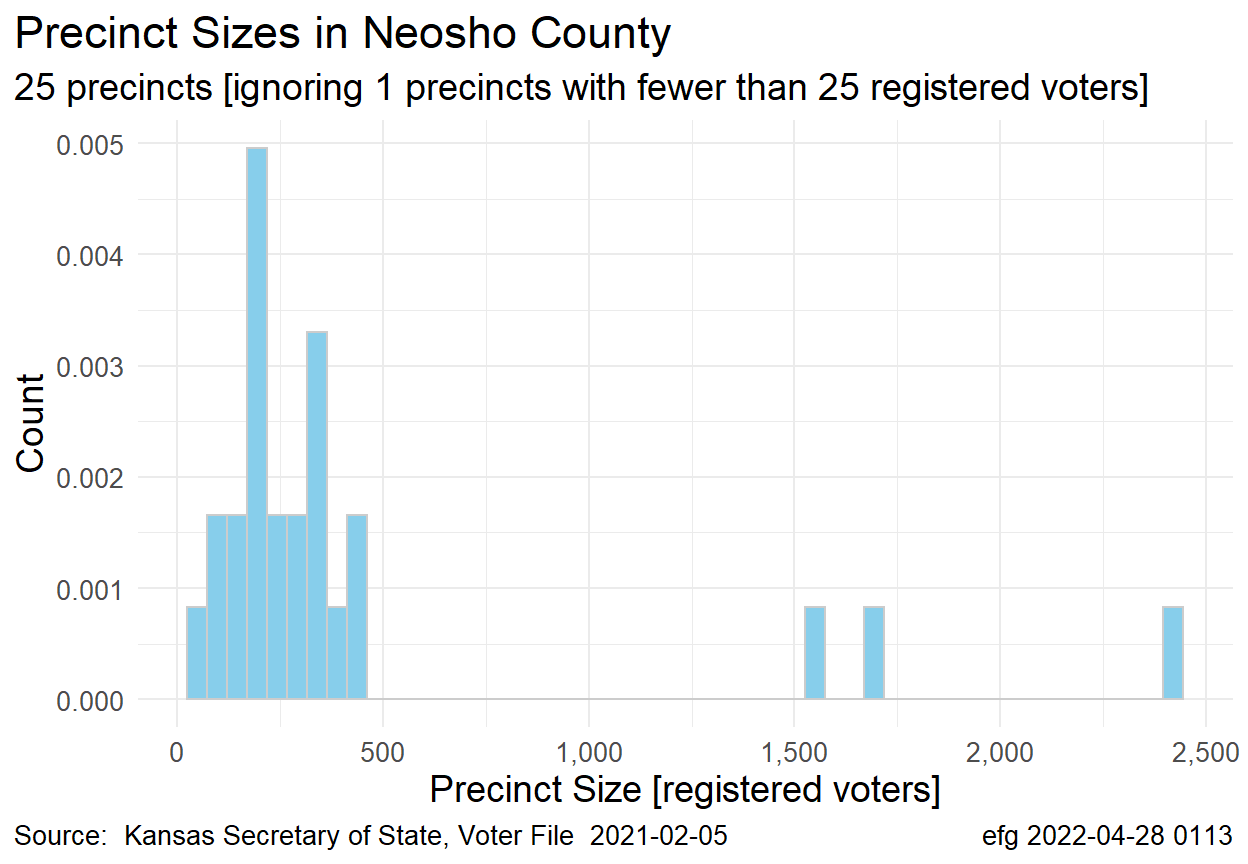 Precinct Sizes in Neosho County
25 precincts [ignoring 1 precincts with fewer than 25 registered voters]
0.005
0.004
0.003
0.002
0.001
0.000
Count
0 500 1,000 1,500 2,000 2,500
Precinct Size [registered voters]
Source:  Kansas Secretary of State, Voter File  2021-02-05 efg 2022-04-28 0113